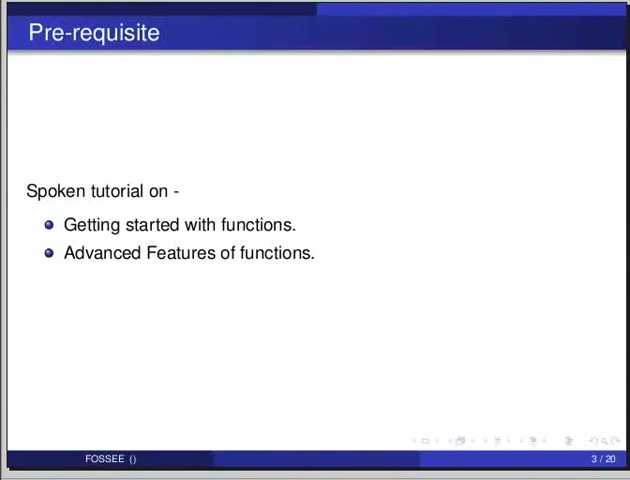 Pre-requisite
Spoken tutorial on -
Getting started with functions.
Advanced Features of functions.
FOSSEE ()
3 / 20